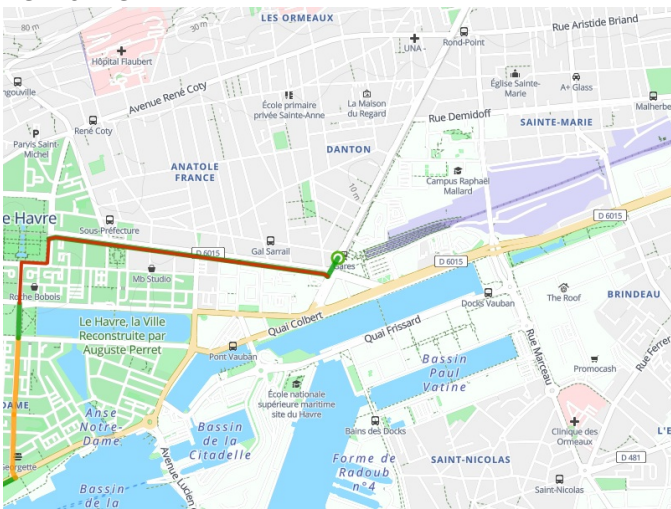 80 m
30 m
LES ORMEAUX
Rue Aristide Briand
Hôpital Flaubert
UNA -
Rond-Point
ngouville
Avenue René Coty
École primaire
privée Sainte-Anne
La Maison
du Regard
Église Sainte-
Marie
A+ Glass
Malherbe
René Coty
Rue Demidoff
SAINTE-MARIE
P
Parvis Saint-
Michel
ANATOLE
FRANCE
DANTON
10 m
Campus Raphaël
Mallard
e Havre
Sous-Préfecture
D 6015
Gal Sarrail
Gares
D 6015
D 6015
Mb Studio
Roche Bobois
Docks Vauban
The Roof
BRINDEAU
Le Havre, la Ville
Reconstruite par
Auguste Perret
Quai Colbert
Quai Frissard
Rue Marceau
Rue Ferrer
Pont Vauban
Bassin
Paul
Vatine
Promocash
DAME
Anse
Notre-
Dame
École nationale
supérieure maritime
site du Havre
Bassin
de la
Citadelle
Bains des Docks
Clinique des
Ormeaux
L'E
Georgette
Avenue Lucien
Forme de
Radoub
n°4
SAINT-NICOLAS
D 481
Saint-Nicolas
Bassin
de la